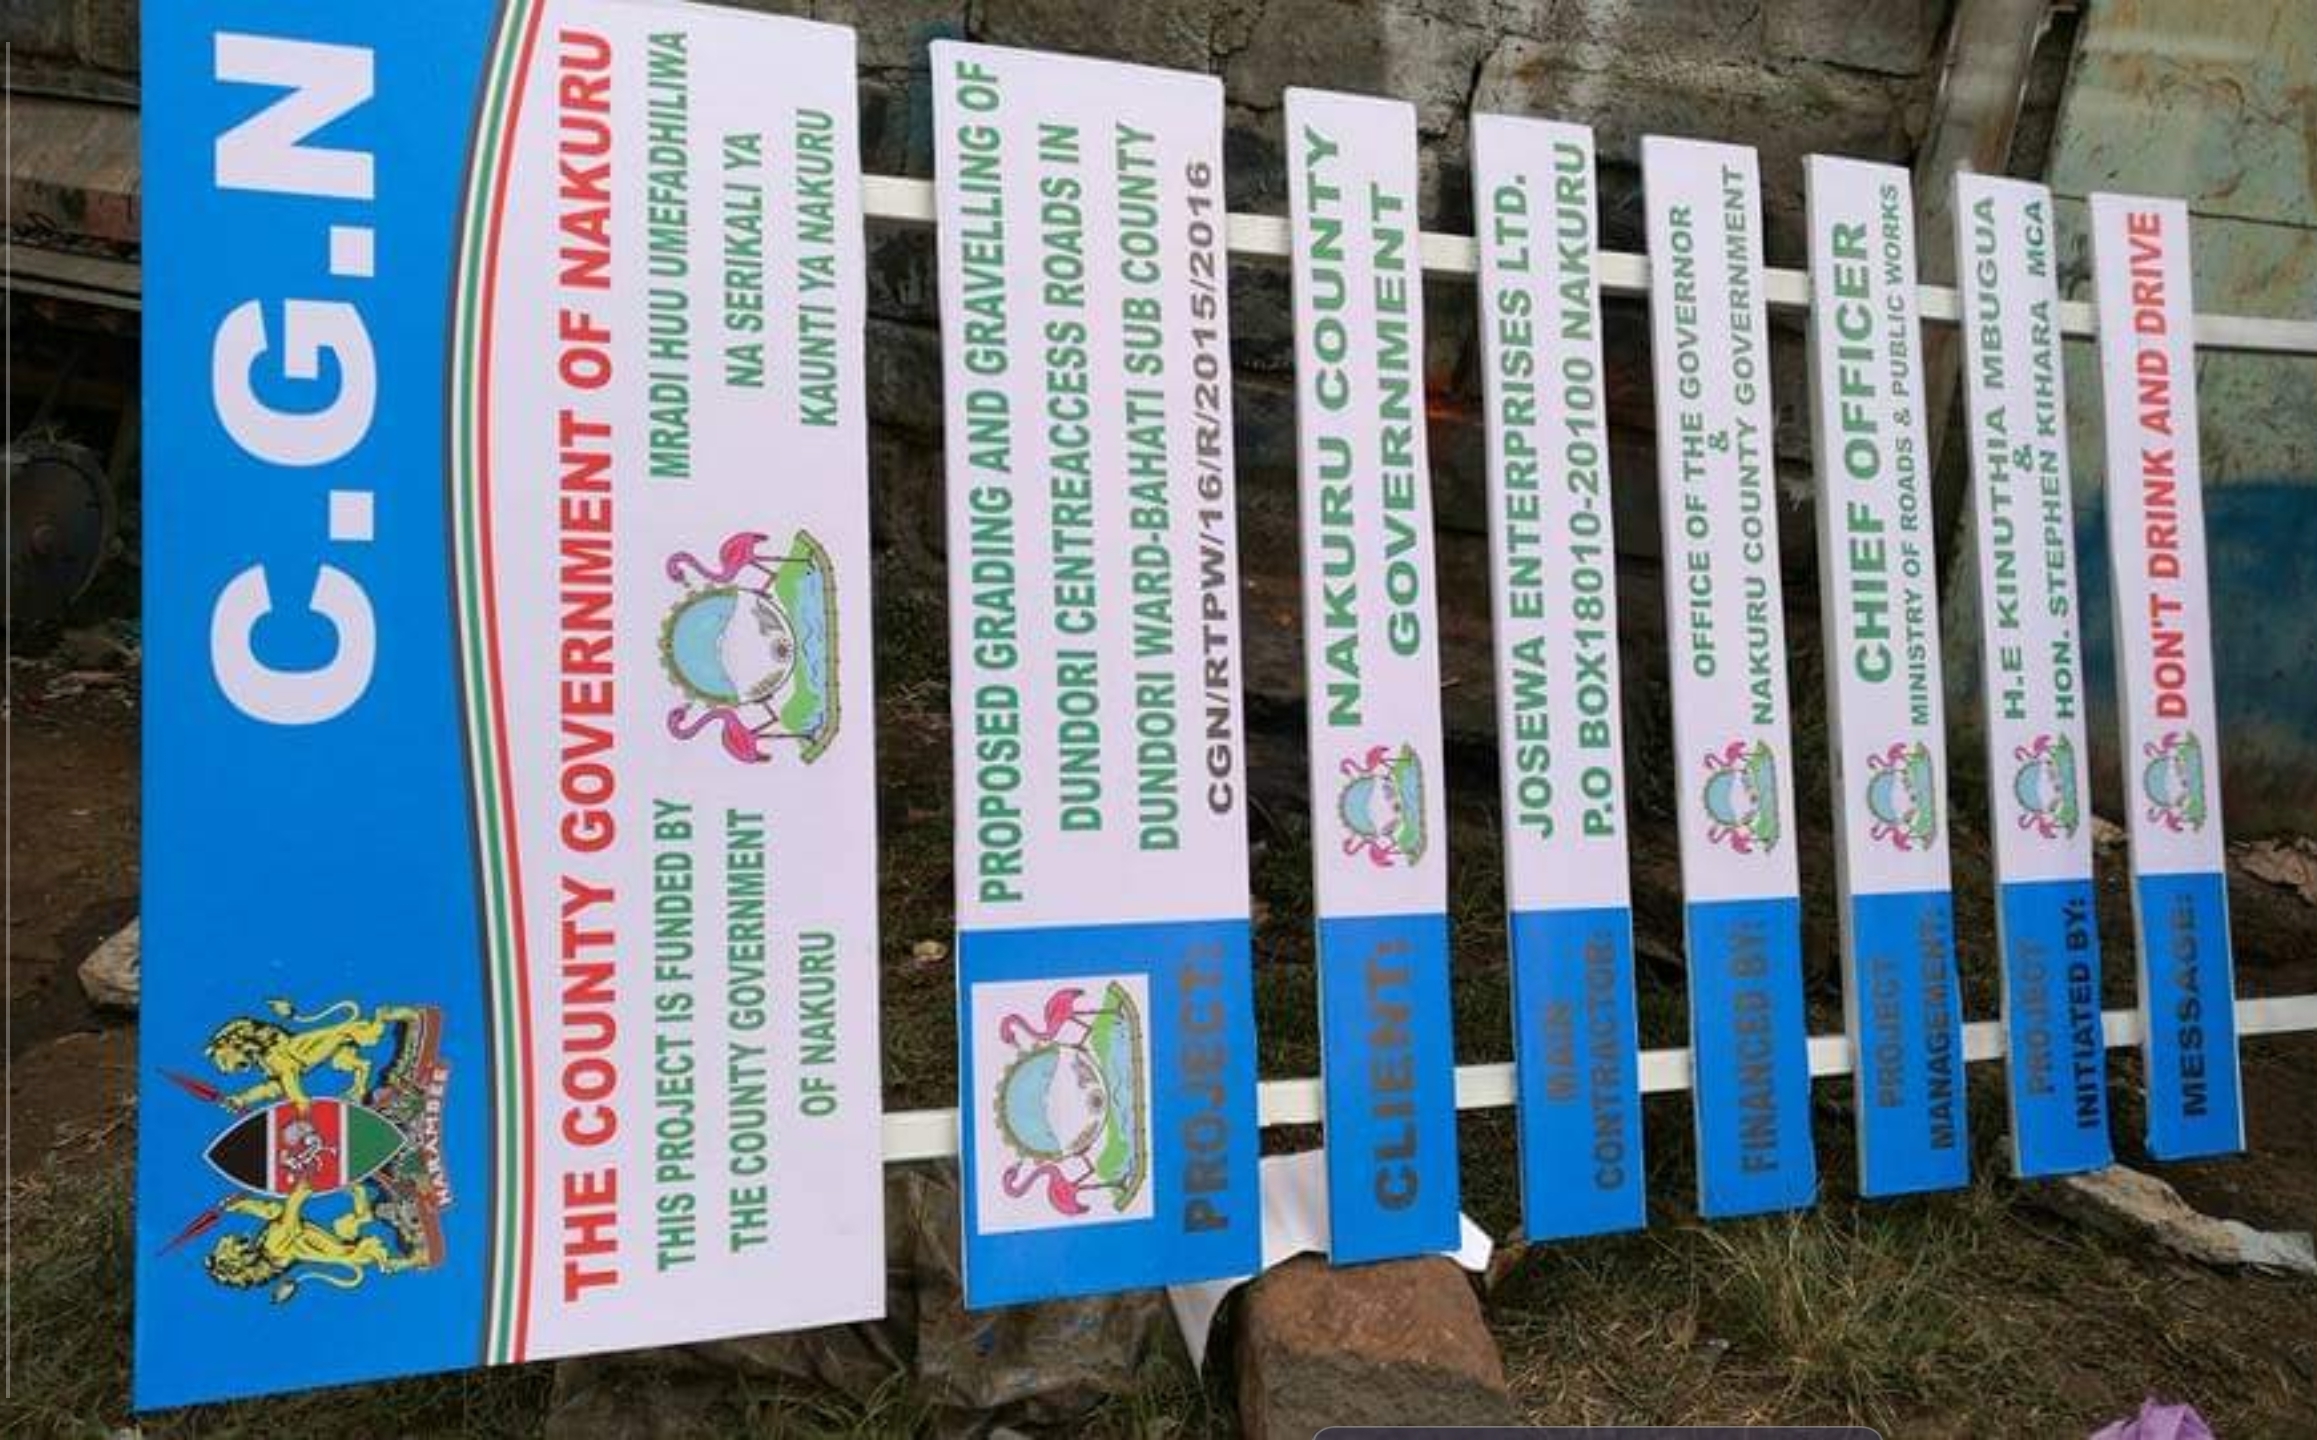 C.G.N
HARAMBEE
THE COUNTY GOVERNMENT OF NAKURU
THIS PROJECT IS FUNDED BY
THE COUNTY GOVERNMENT
OF NAKURU
MRADI HUU UMEFADHILIWA
NA SERIKALI YA
KAUNTI YA NAKURU
PROJECT:
PROPOSED GRADING AND GRAVELLING OF
DUNDORI CENTREACCESS ROADS IN
DUNDORI WARD-BAHATI SUB COUNTY
CGN/RTPW/16/R/2015/2016
CLIENT:
NAKURU COUNTY
GOVERNMENT
MAIN
CONTRACTOR:
JOSEWA ENTERPRISES LTD.
P.O BOX18010-20100 NAKURU
FINANCED BY:
OFFICE OF THE GOVERNOR
&
NAKURU COUNTY GOVERNMENT
PROJECT
MANAGEMENT:
CHIEF OFFICER
MINISTRY OF ROADS & PUBLIC WORKS
PROJECT
INITIATED BY:
H.E KINUTHIA MBUGUA
&
HON. STEPHEN KIHARA MCA
MESSAGE:
DON'T DRINK AND DRIVE